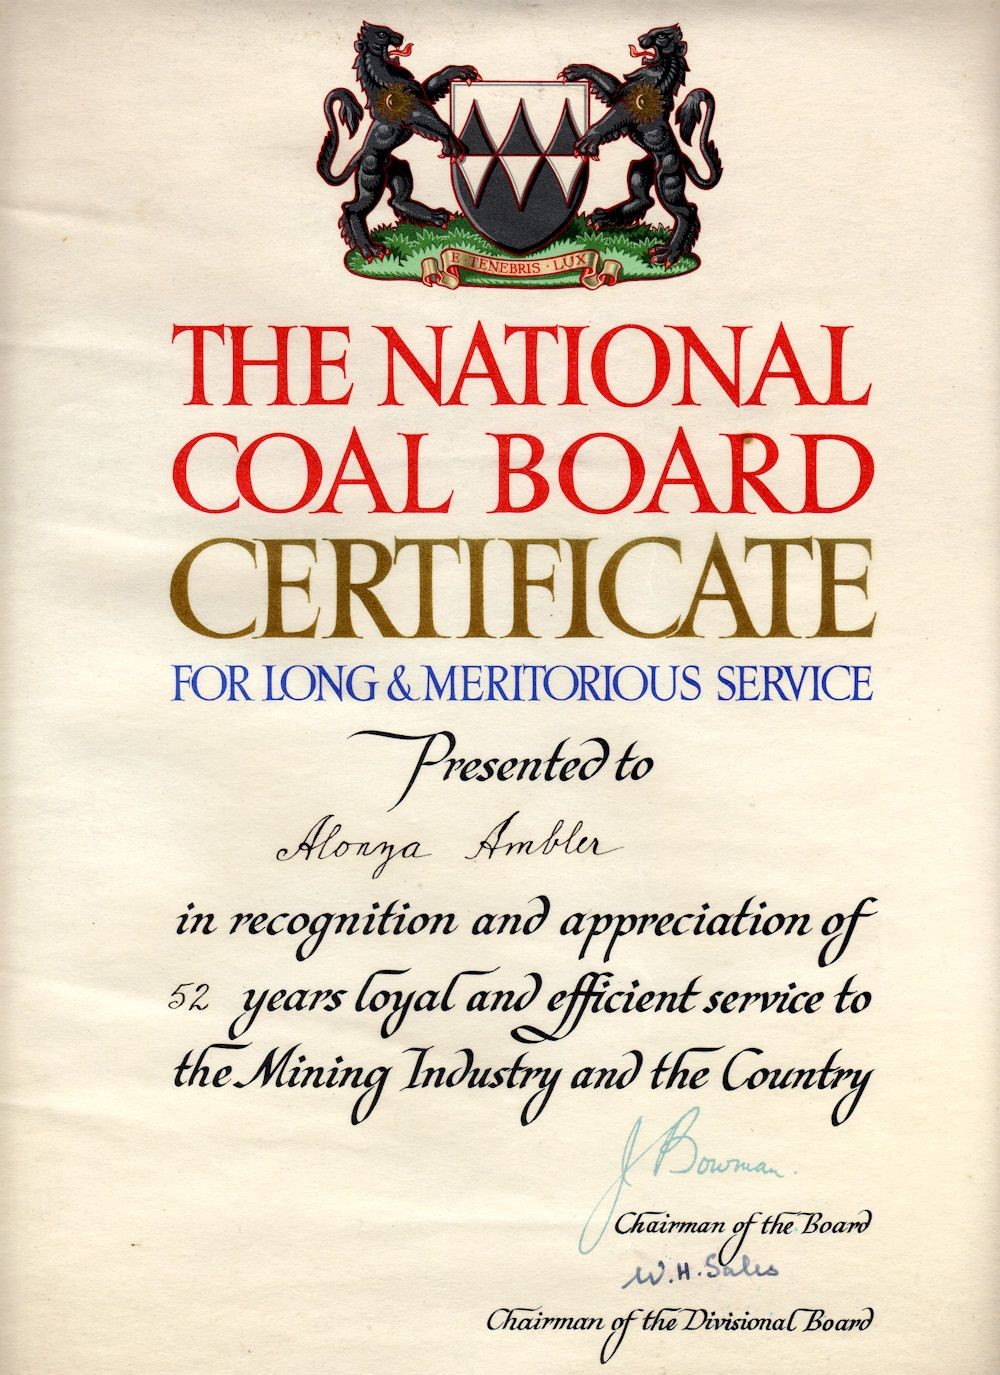 E · TENEBRIS · LUX
THE NATIONAL
COAL BOARD
CERTIFICATE
FOR LONG & MERITORIOUS SERVICE
Presented to
Alonza Ambler
in recognition and appreciation of
52 years loyal and efficient service to
the Mining Industry and the Country
J Bowman.
Chairman of the Board
W.H. Sales
Chairman of the Divisional Board